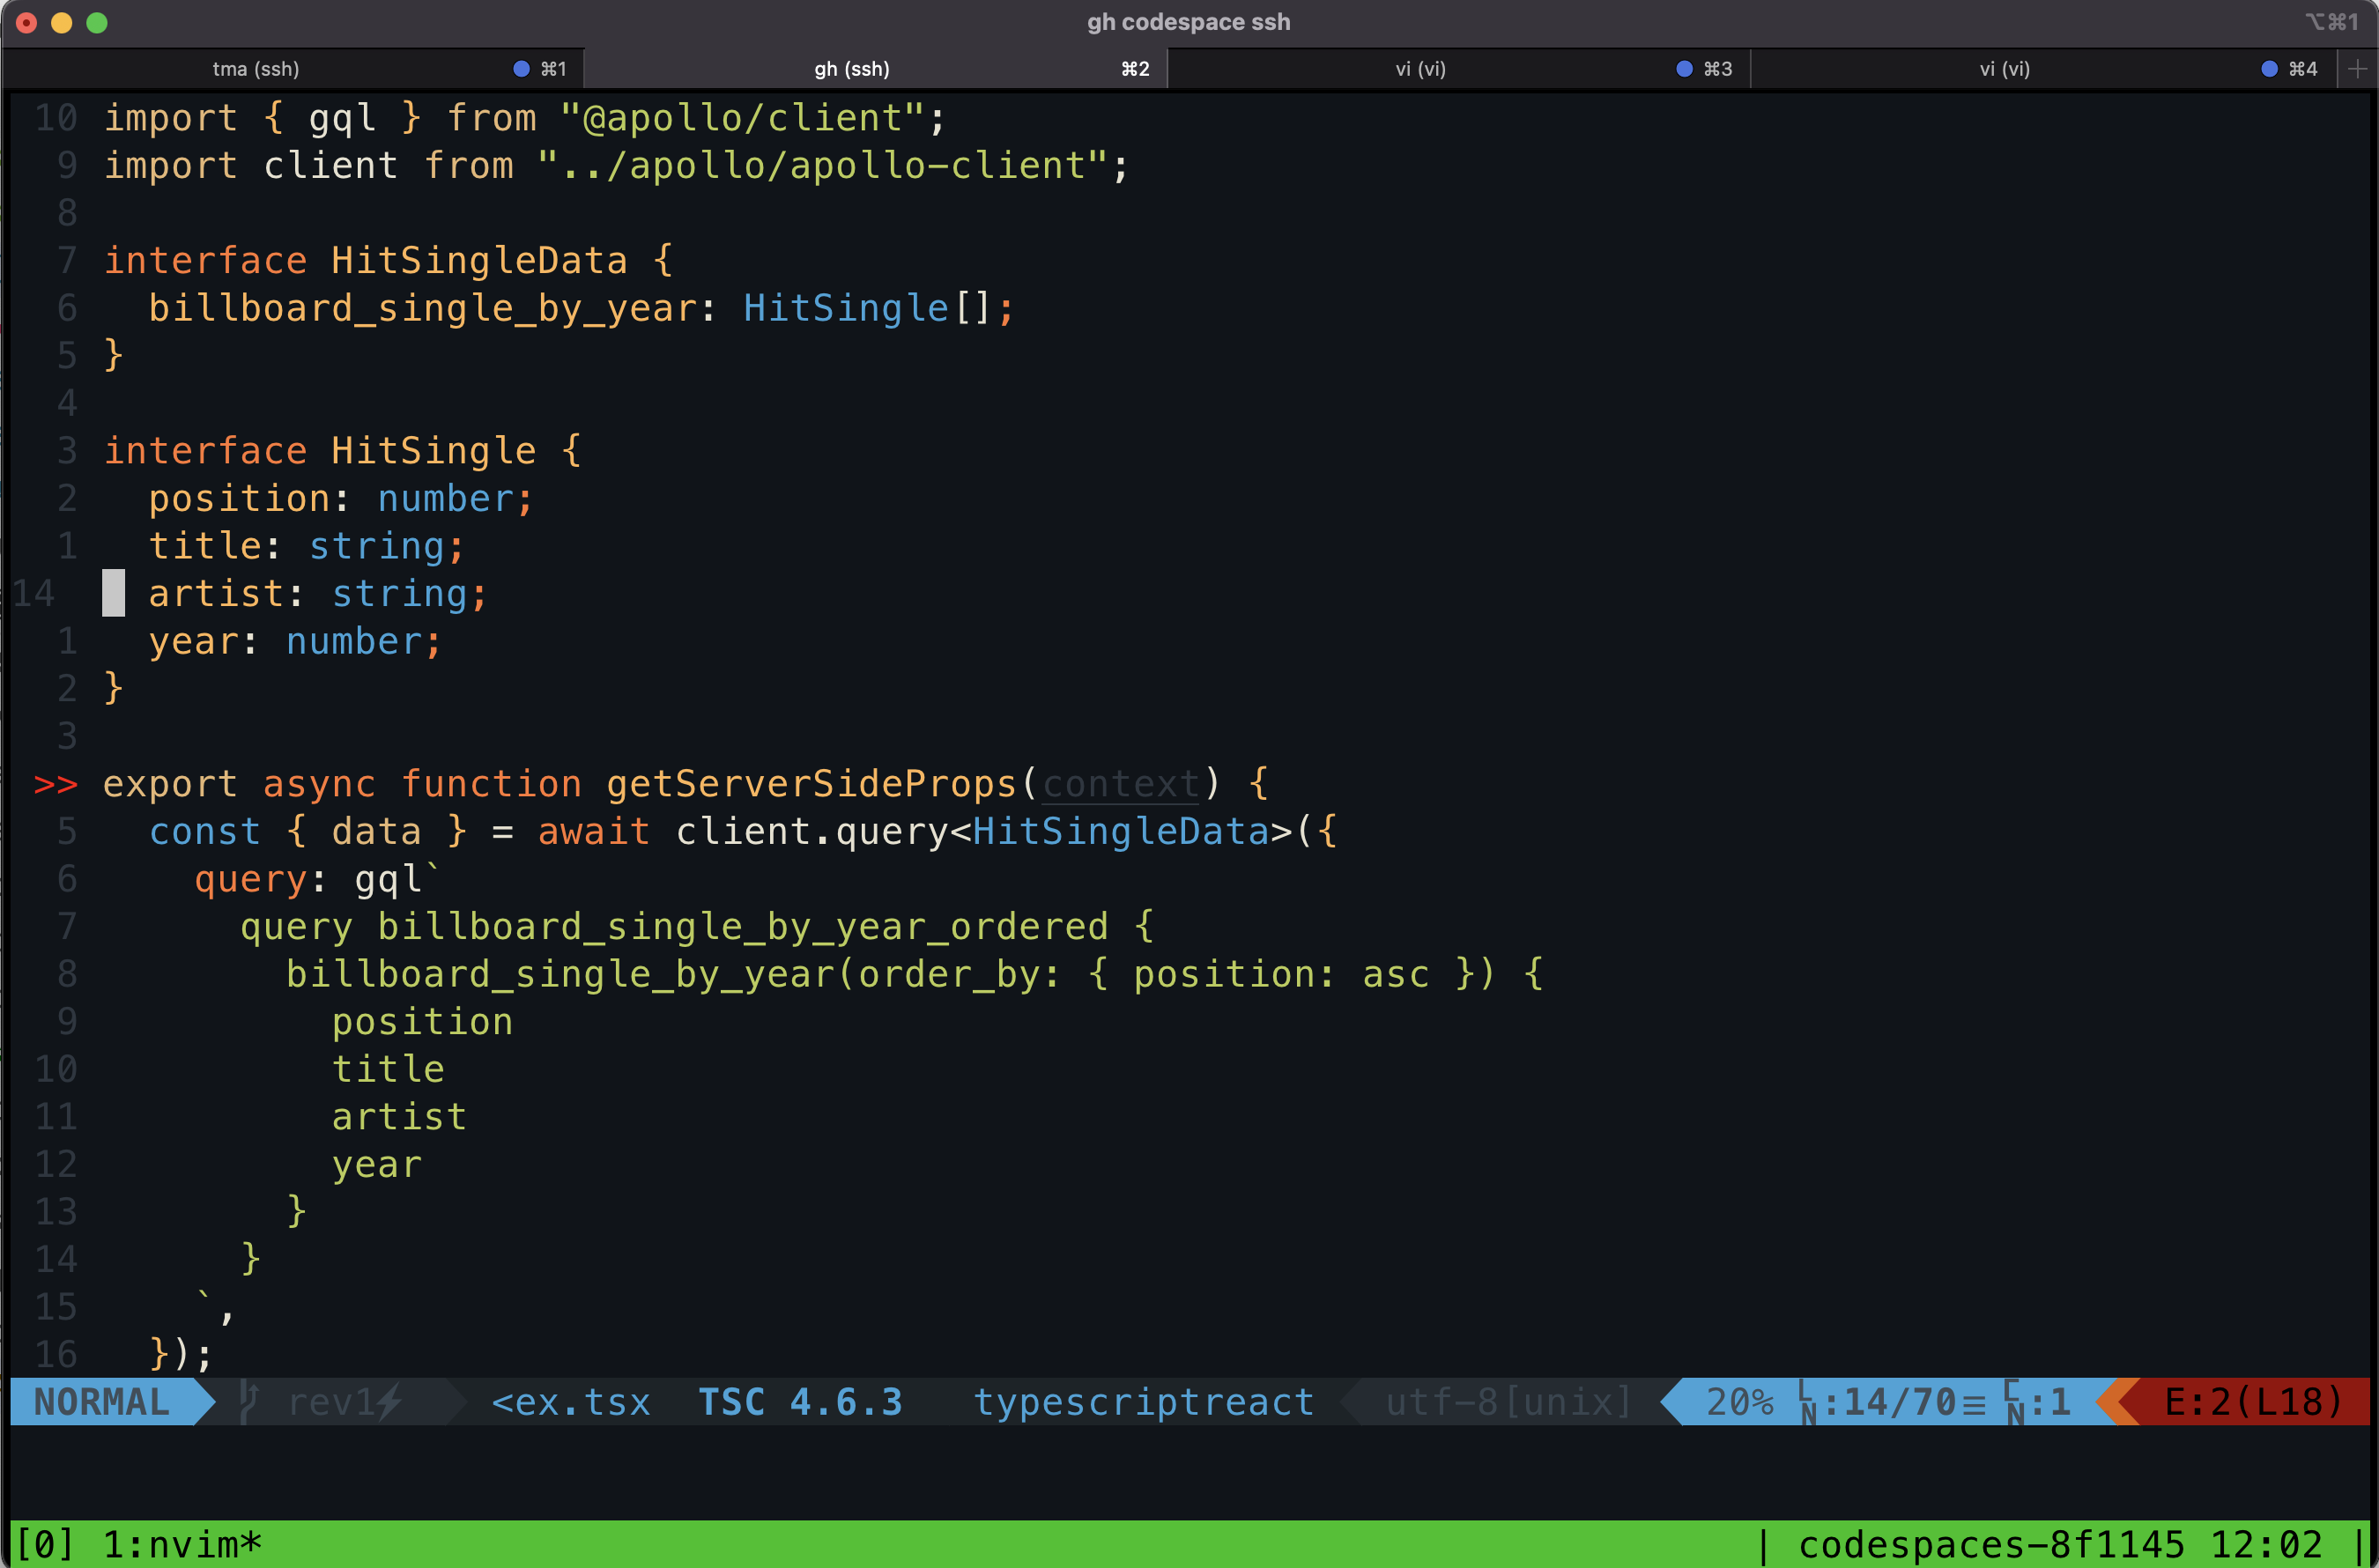 gh codespace ssh ⌥⌘1
tma (ssh) ⌘1 gh (ssh) ⌘2 vi (vi) ⌘3 vi (vi) ⌘4 +
10 import { gql } from "@apollo/client";
9 import client from "../apollo/apollo-client";
8
7 interface HitSingleData {
6   billboard_single_by_year: HitSingle[];
5 }
4
3 interface HitSingle {
2   position: number;
1   title: string;
14   artist: string;
1   year: number;
2 }
3
>> export async function getServerSideProps(context) {
5   const { data } = await client.query<HitSingleData>({
6     query: gql`
7       query billboard_single_by_year_ordered {
8         billboard_single_by_year(order_by: { position: asc }) {
9           position
10           title
11           artist
12           year
13         }
14       }
15     `,
16   });
NORMAL rev1⚡ <ex.tsx TSC 4.6.3 typescriptreact utf-8[unix] 20% LN:14/70≡ CN:1 E:2(L18)
[0] 1:nvim* | codespaces-8f1145 12:02 |